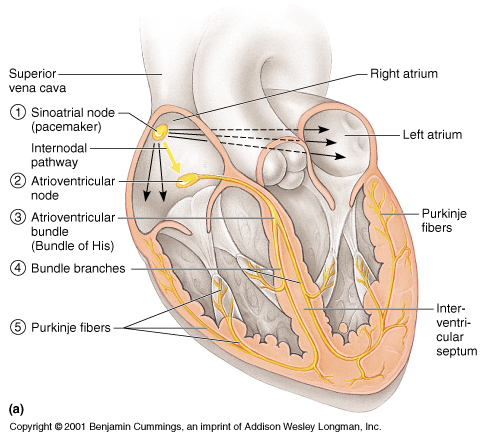 Superior
vena cava
① Sinoatrial node
(pacemaker)
Internodal
pathway
② Atrioventricular
node
③ Atrioventricular
bundle
(Bundle of His)
④ Bundle branches
⑤ Purkinje fibers
Right atrium
Left atrium
Purkinje
fibers
Inter-
ventri-
cular
septum
(a)
Copyright © 2001 Benjamin Cummings, an imprint of Addison Wesley Longman, Inc.